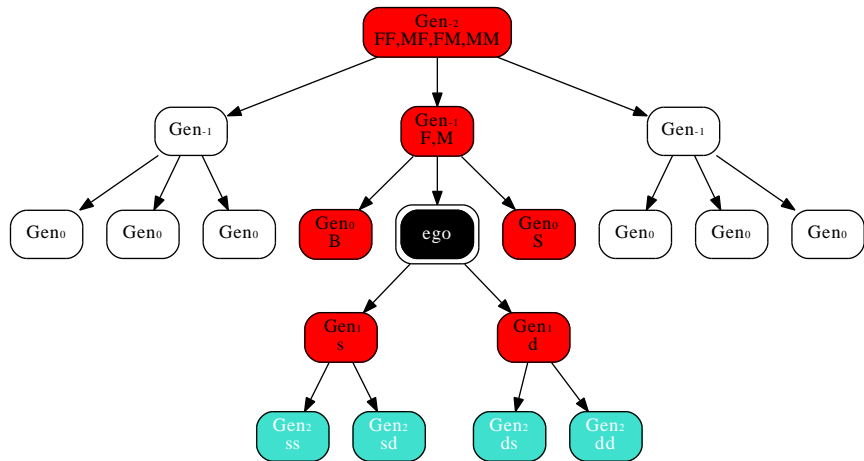 Gen-2
FF,MF,FM,MM
Gen-1
Gen-1
F,M
Gen-1
Gen0
Gen0
Gen0
Gen0
B
ego
Gen0
S
Gen0
Gen0
Gen0
Gen1
s
Gen1
d
Gen2
ss
Gen2
sd
Gen2
ds
Gen2
dd